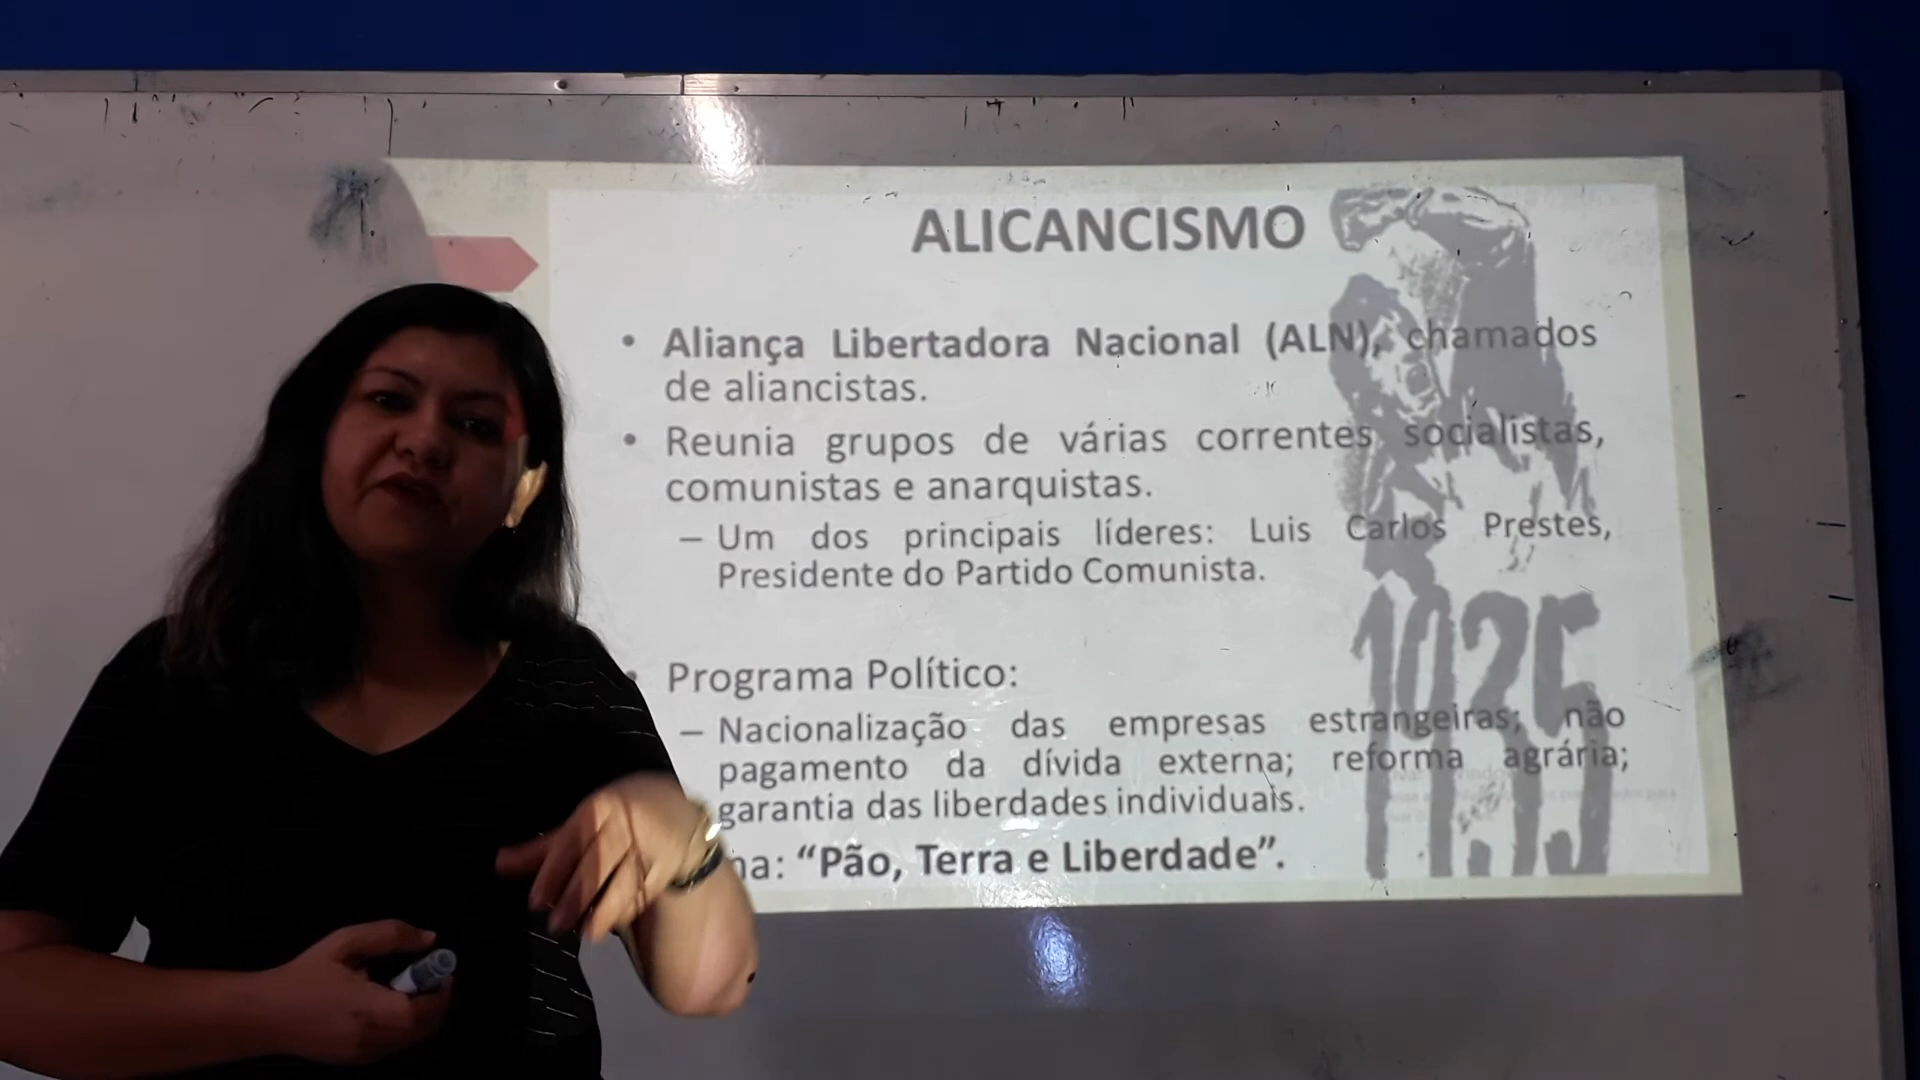 ALICANCISMO
• Aliança Libertadora Nacional (ALN), chamados
de aliancistas.
• Reunia grupos de várias correntes socialistas,
comunistas e anarquistas.
– Um dos principais líderes: Luis Carlos Prestes,
Presidente do Partido Comunista.
• Programa Político:
– Nacionalização das empresas estrangeiras; não
pagamento da dívida externa; reforma agrária;
garantia das liberdades individuais.
: “Pão, Terra e Liberdade”.
1935